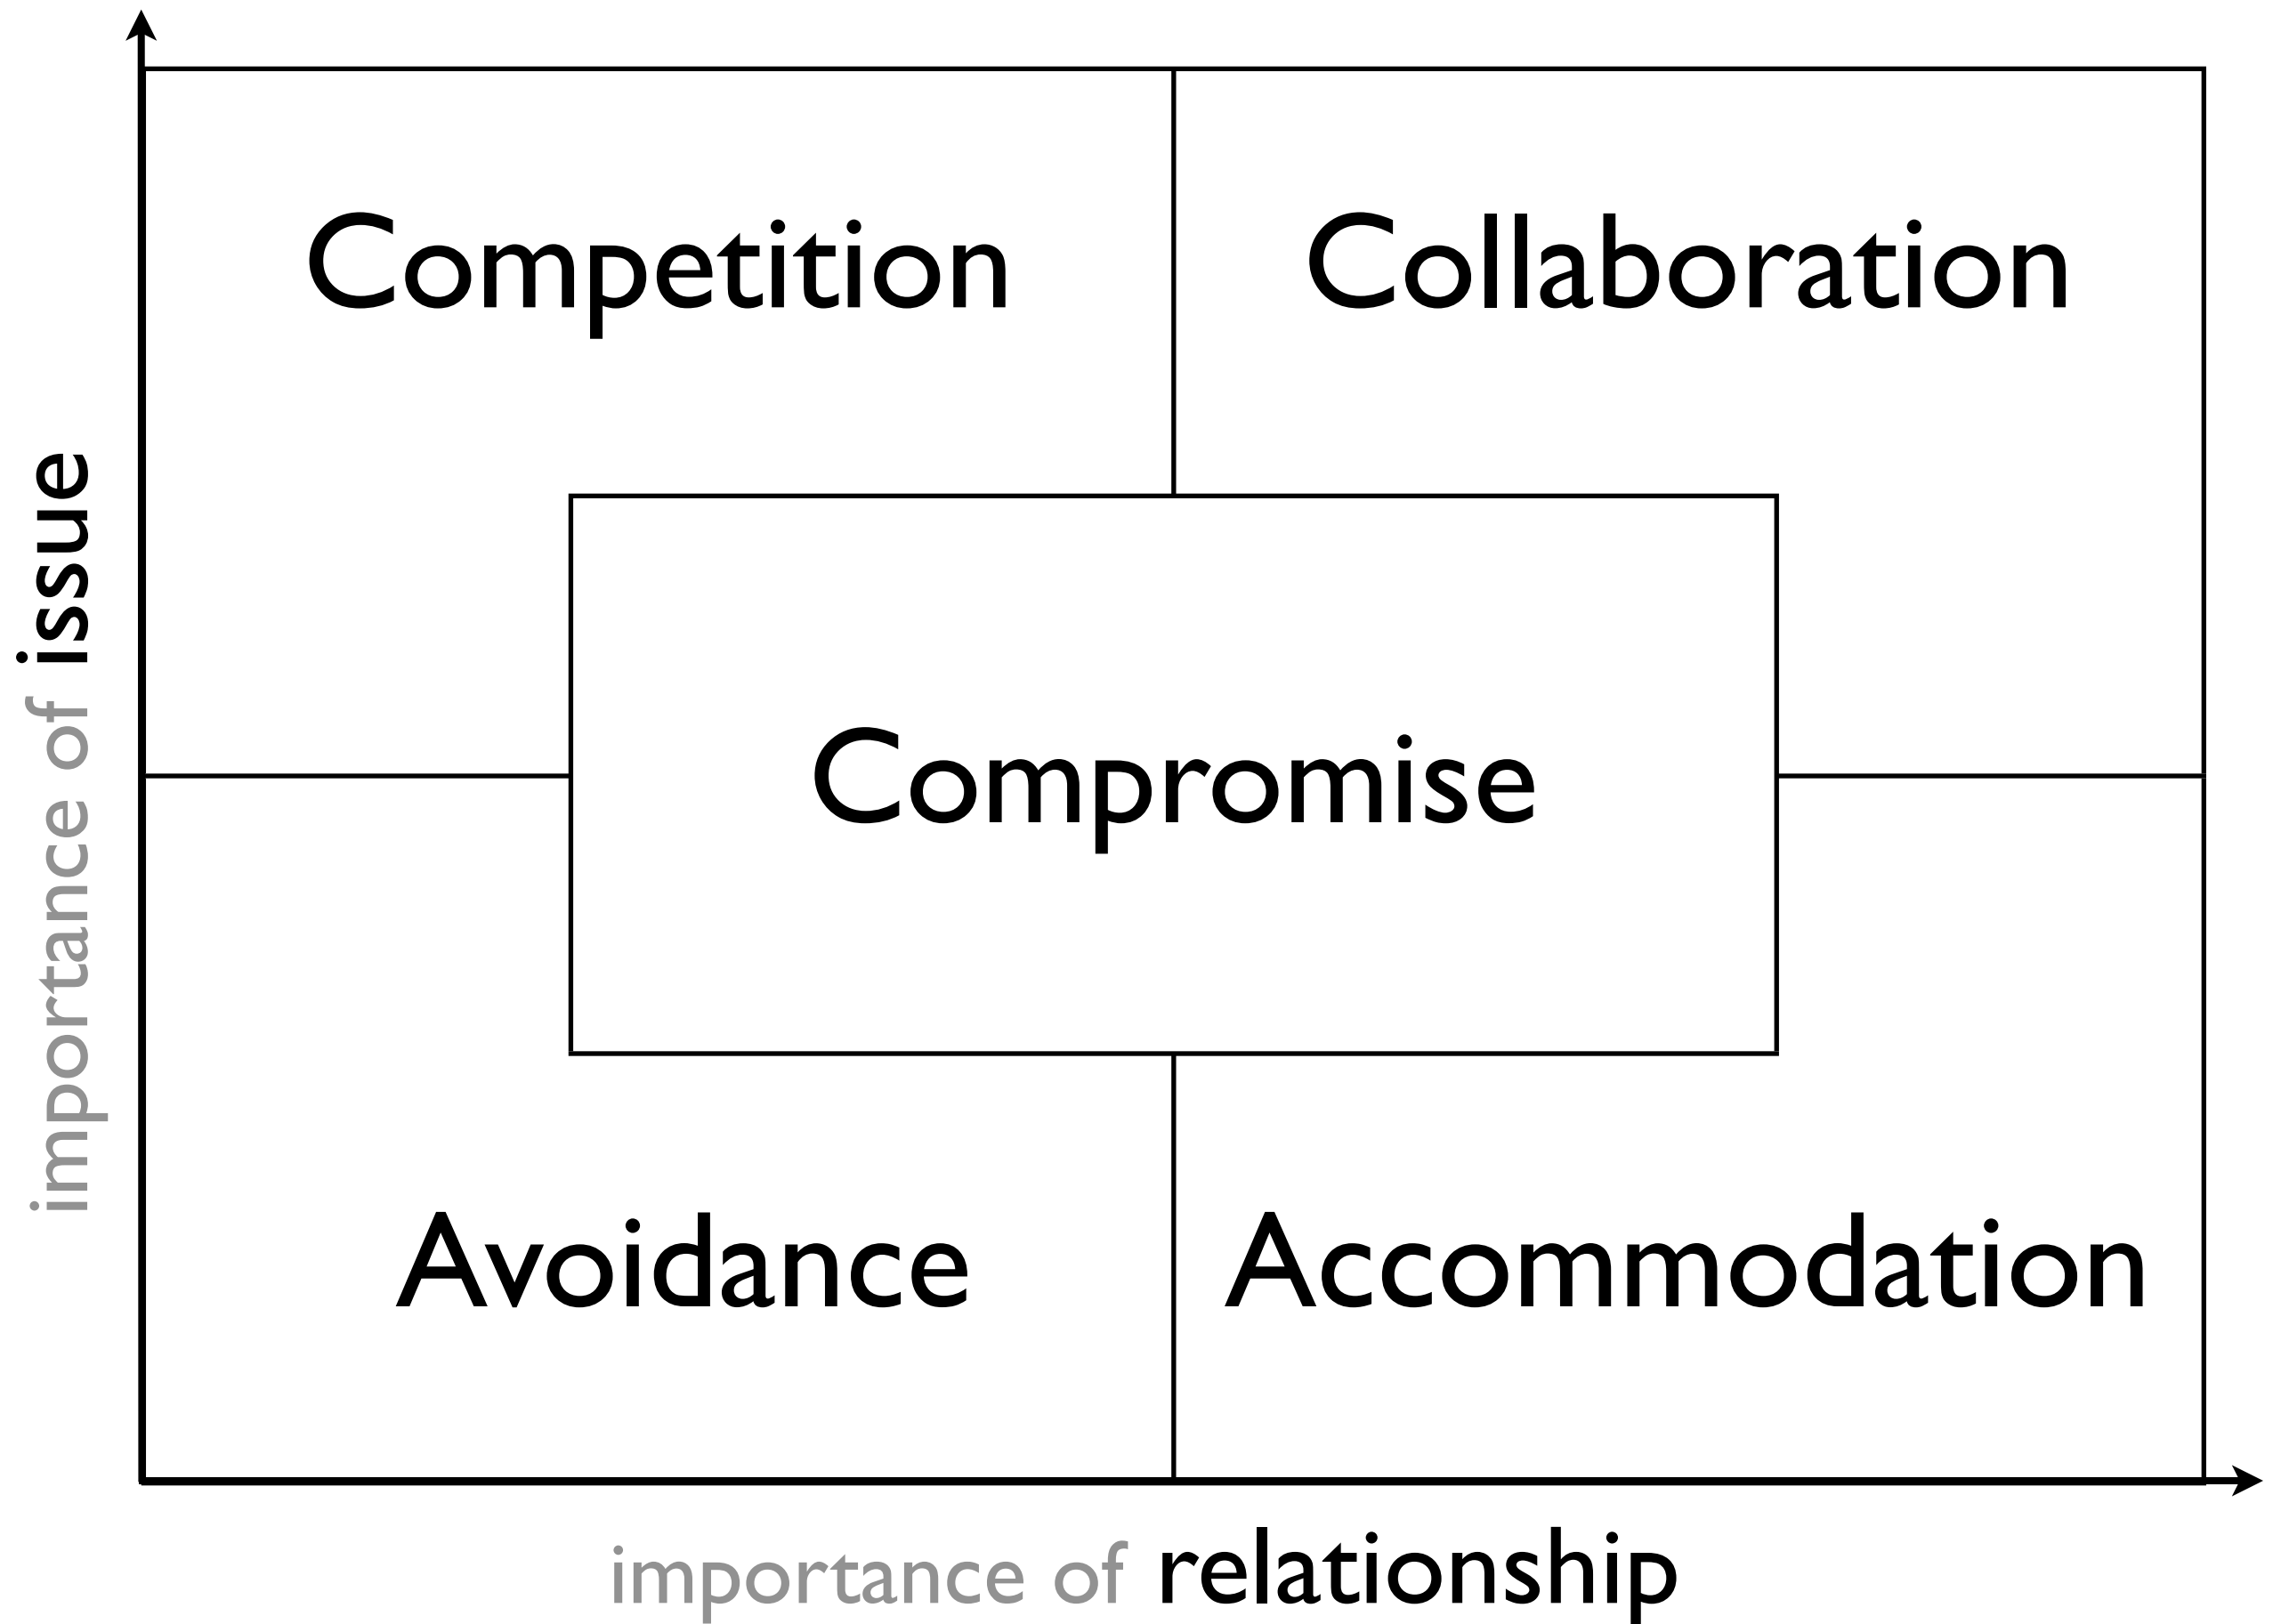 Competition
Collaboration
importance of issue
Compromise
Avoidance
Accommodation
importance of relationship